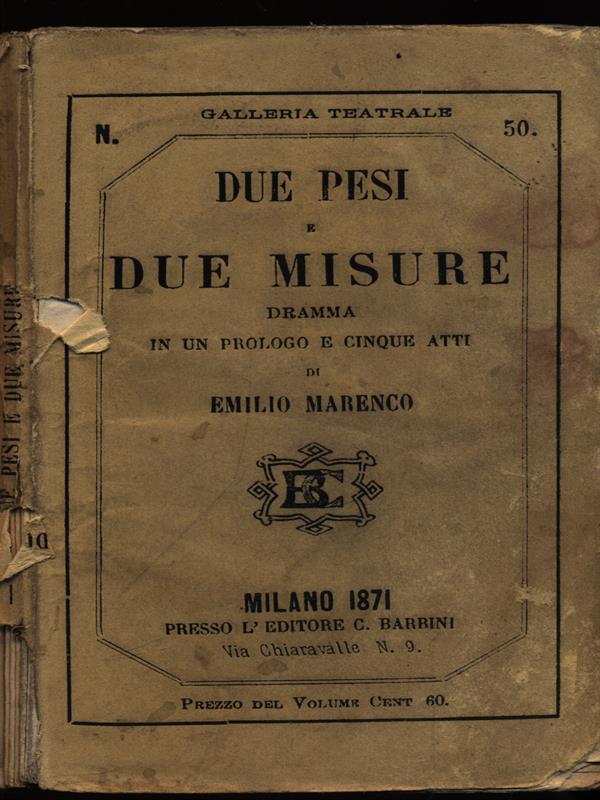 GALLERIA TEATRALE
N. 50.
DUE PESI
E
DUE MISURE
DRAMMA
IN UN PROLOGO E CINQUE ATTI
DI
EMILIO MARENCO
BC
MILANO 1871
PRESSO L' EDITORE C. BARBINI
Via Chiaravalle N. 9.
PREZZO DEL VOLUME CENT 60.
PESI E DUE MISURE